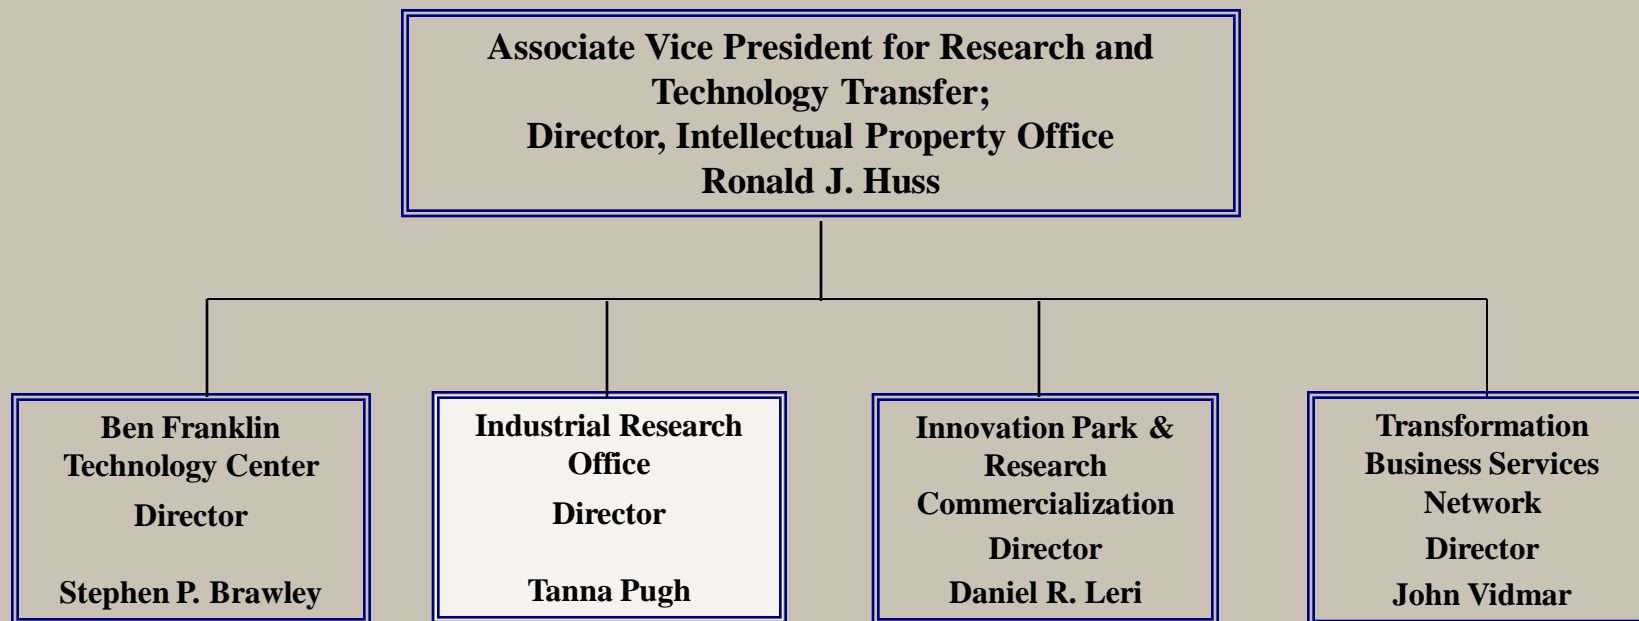 Associate Vice President for Research and
Technology Transfer;
Director, Intellectual Property Office
Ronald J. Huss
Ben Franklin
Technology Center
Director
Stephen P. Brawley
Industrial Research
Office
Director
Tanna Pugh
Innovation Park &
Research
Commercialization
Director
Daniel R. Leri
Transformation
Business Services
Network
Director
John Vidmar